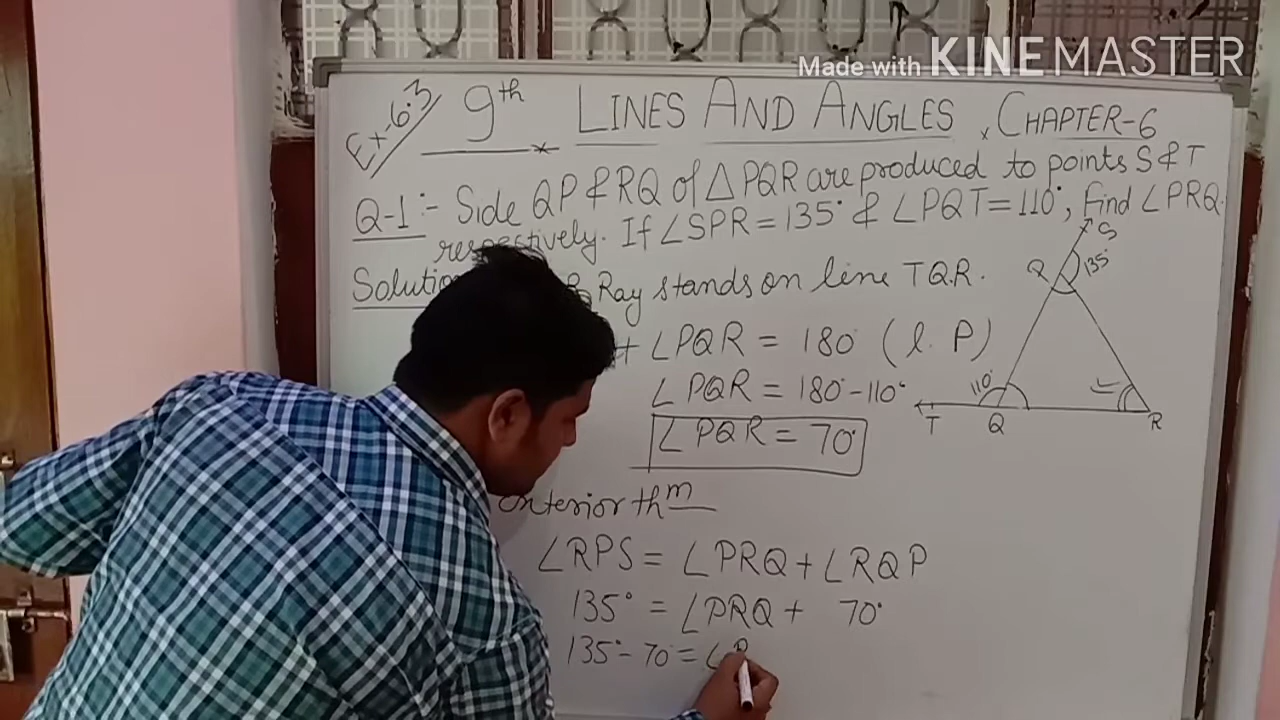 Made with KINEMASTER
Ex-6.3
9th LINES AND ANGLES CHAPTER-6
Q-1:- Side QP & RQ of △PQR are produced to points S & T
respectively. If ∠SPR = 135° & ∠PQT = 110°, find ∠PRQ.
Ray stands on line TQR.
+ ∠PQR = 180° (l. P)
∠PQR = 180° - 110°
∠PQR = 70°
thm
∠RPS = ∠PRQ + ∠RQP
135° = ∠PRQ + 70°
135° - 70° = ∠P
S
135°
110°
T Q R